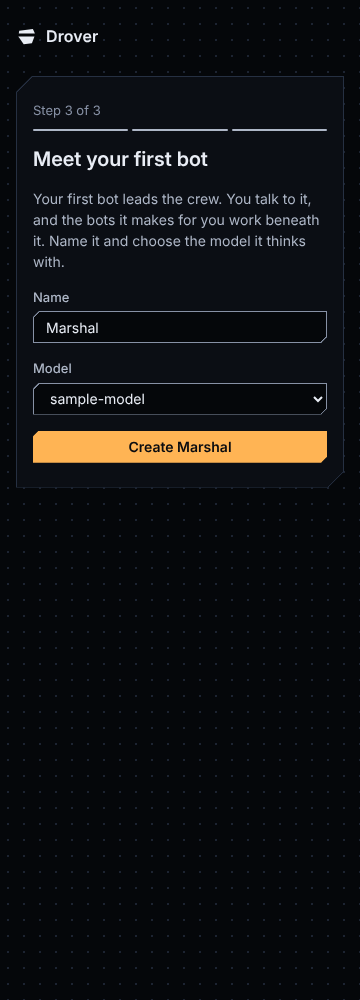 Drover
Step 3 of 3
Meet your first bot
Your first bot leads the crew. You talk to it,
and the bots it makes for you work beneath
it. Name it and choose the model it thinks
with.
Name
Marshal
Model
sample-model
Create Marshal